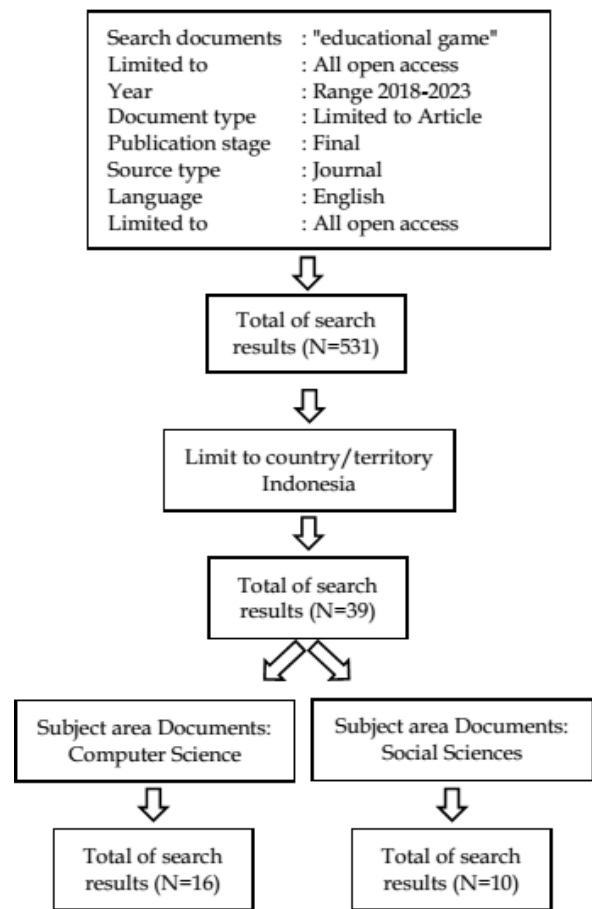 Search documents : "educational game"
Limited to : All open access
Year : Range 2018-2023
Document type : Limited to Article
Publication stage : Final
Source type : Journal
Language : English
Limited to : All open access
Total of search
results (N=531)
Limit to country/territory
Indonesia
Total of search
results (N=39)
Subject area Documents:
Computer Science
Subject area Documents:
Social Sciences
Total of search
results (N=16)
Total of search
results (N=10)